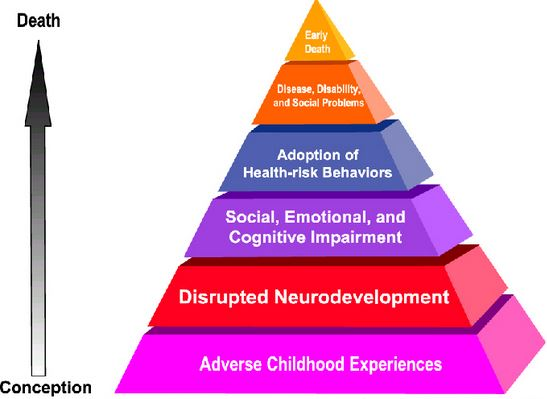 Death
Early
Death
Disease, Disability,
and Social Problems
Adoption of
Health-risk Behaviors
Social, Emotional, and
Cognitive Impairment
Disrupted Neurodevelopment
Adverse Childhood Experiences
Conception